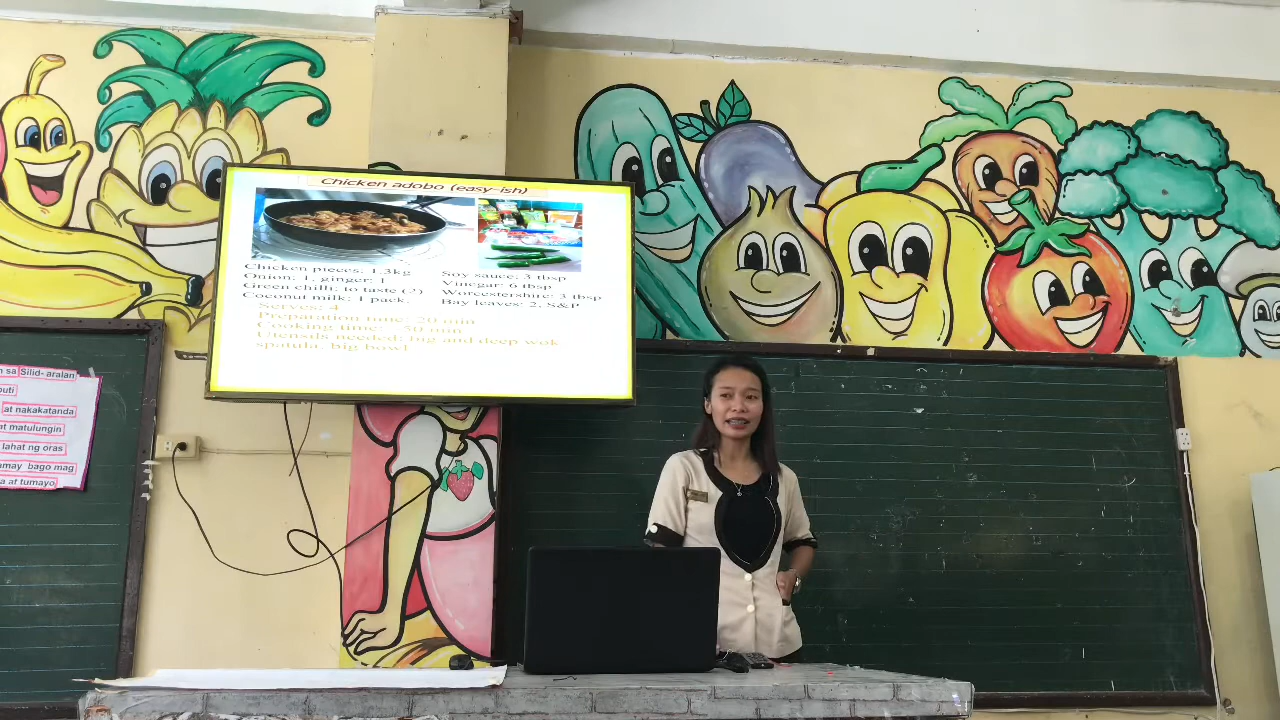 Chicken adobo (easy-ish)
Chicken pieces: 1.3kg
Onion: 1, ginger: 1
Green chilli: to taste (2)
Coconut milk: 1 pack.
Soy sauce: 3 tbsp
Vinegar: 6 tbsp
Worcestershire: 3 tbsp
Bay leaves: 2, S&P
Serves: 4
Preparation time: 20 min
Cooking time: 30 min
Utensils needed: big and deep wok,
spatula, big bowl
sa Silid- aralan
at nakakatanda
at matulungin
lahat ng oras
bago mag
a at tumayo